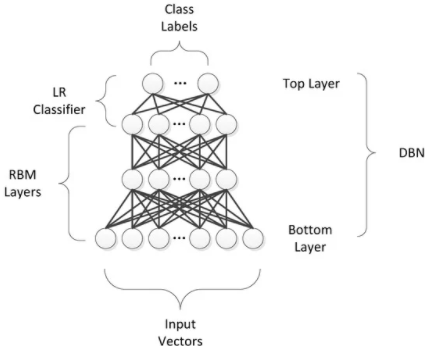 Class
Labels
LR
Classifier
Top Layer
RBM
Layers
DBN
Bottom
Layer
Input
Vectors